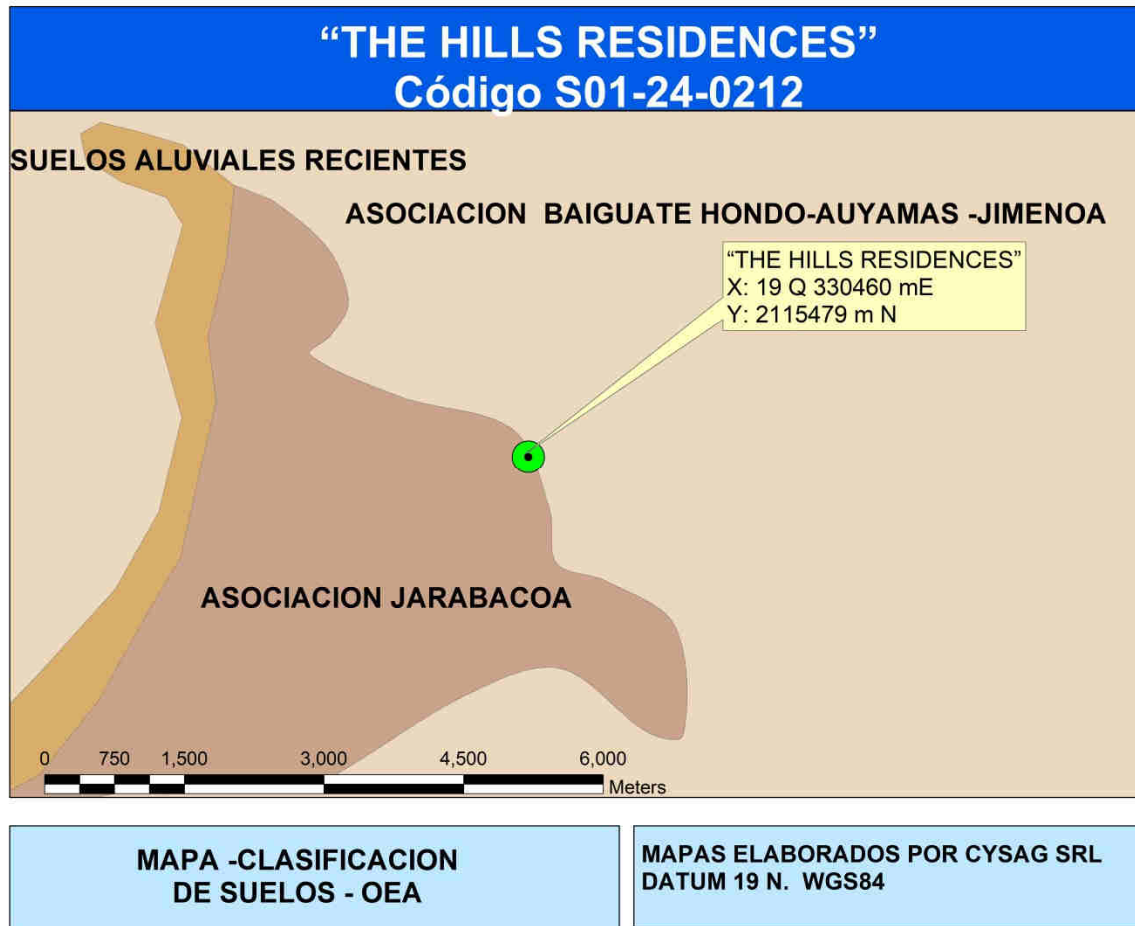 “THE HILLS RESIDENCES”
Código S01-24-0212
SUELOS ALUVIALES RECIENTES
ASOCIACION BAIGUATE HONDO-AUYAMAS -JIMENOA
“THE HILLS RESIDENCES”
X: 19 Q 330460 mE
Y: 2115479 m N
ASOCIACION JARABACOA
0 750 1,500 3,000 4,500 6,000
Meters
MAPA -CLASIFICACION
DE SUELOS - OEA
MAPAS ELABORADOS POR CYSAG SRL
DATUM 19 N. WGS84